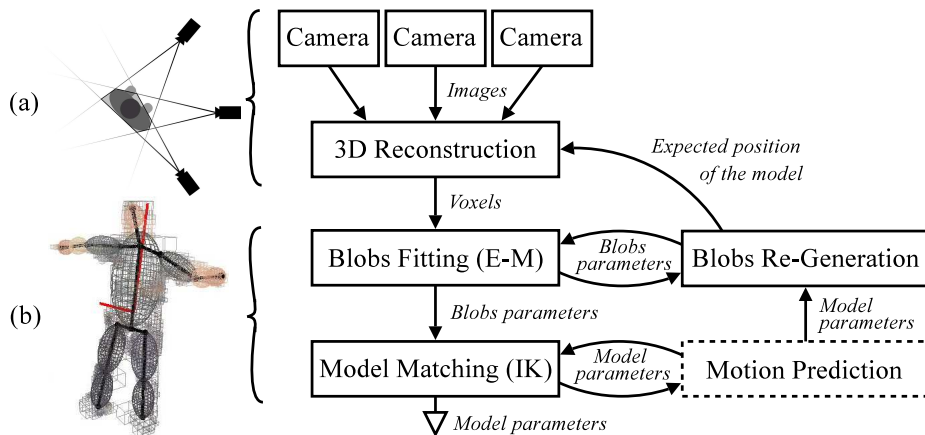 Camera
Camera
Camera
(a)
Images
3D Reconstruction
Expected position
of the model
Voxels
Blobs Fitting (E-M)
Blobs
parameters
Blobs Re-Generation
(b)
Blobs parameters
Model
parameters
Model Matching (IK)
Model
parameters
Motion Prediction
Model parameters